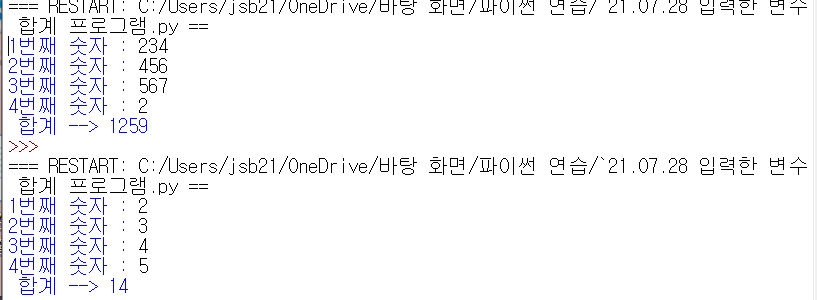 === RESTART: C:/Users/jsb21/OneDrive/바탕 화면/파이썬 연습/`21.07.28 입력한 변수
합계 프로그램.py ==
1번째 숫자 : 234
2번째 숫자 : 456
3번째 숫자 : 567
4번째 숫자 : 2
합계 --> 1259
>>>
=== RESTART: C:/Users/jsb21/OneDrive/바탕 화면/파이썬 연습/`21.07.28 입력한 변수
합계 프로그램.py ==
1번째 숫자 : 2
2번째 숫자 : 3
3번째 숫자 : 4
4번째 숫자 : 5
합계 --> 14